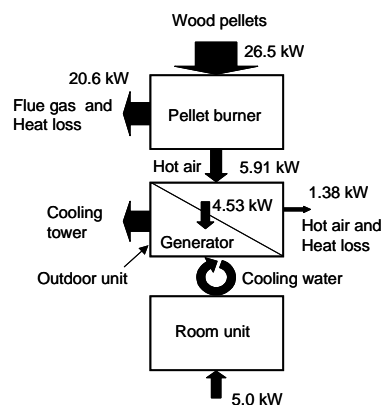 Wood pellets
26.5 kW
20.6 kW
Flue gas and
Heat loss
Pellet burner
Hot air
5.91 kW
1.38 kW
4.53 kW
Cooling
tower
Hot air and
Heat loss
Generator
Outdoor unit
Cooling water
Room unit
5.0 kW